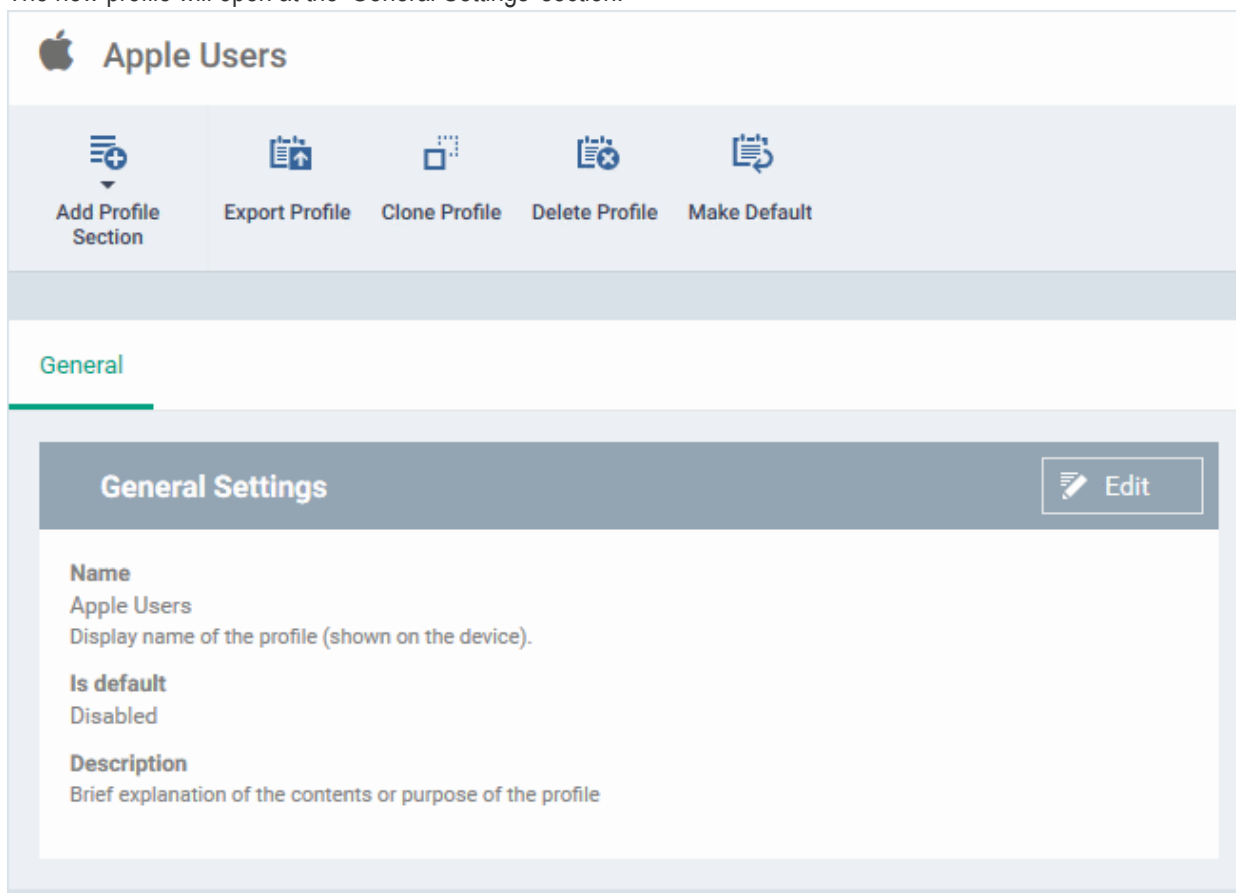 The new profile will open at the 'General Settings' section.
Apple Users
Add Profile
Section
Export Profile
Clone Profile
Delete Profile
Make Default
General
General Settings
Edit
Name
Apple Users
Display name of the profile (shown on the device).
Is default
Disabled
Description
Brief explanation of the contents or purpose of the profile